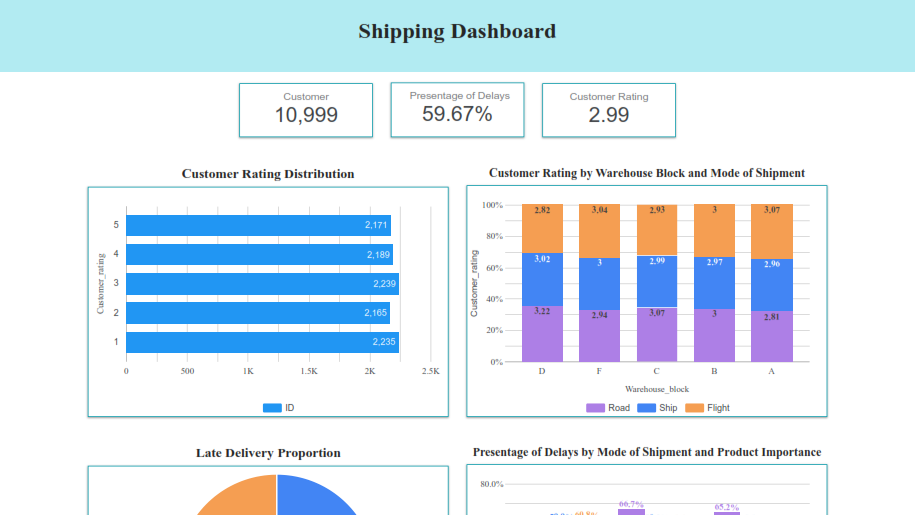 Shipping Dashboard
Customer
10,999
Presentage of Delays
59.67%
Customer Rating
2.99
Customer Rating Distribution
Customer_rating
5
2,171
4
2,189
3
2,239
2
2,165
1
2,235
0
500
1K
1.5K
2K
2.5K
ID
Customer Rating by Warehouse Block and Mode of Shipment
Customer_rating
100%
80%
60%
40%
20%
0%
2.82
3.04
2.93
3
3.07
3.02
3
2.99
2.97
2.96
3.22
2.94
3.07
3
2.81
D
F
C
B
A
Warehouse_block
Road
Ship
Flight
Late Delivery Proportion
Presentage of Delays by Mode of Shipment and Product Importance
80.0%
66.7%
65.2%